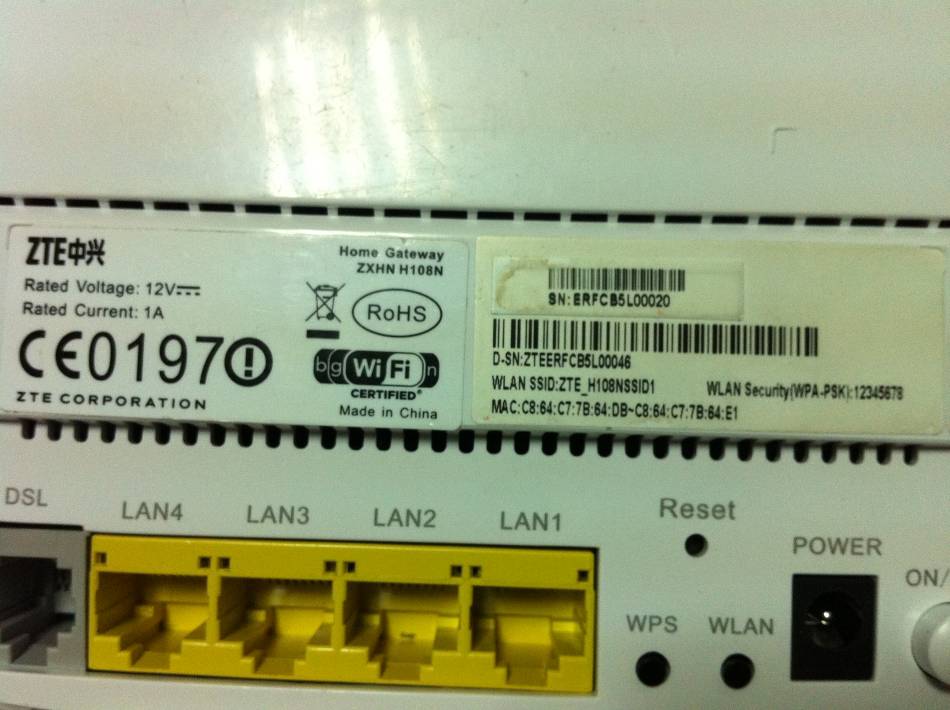 ZTE中兴
Home Gateway
ZXHN H108N
Rated Voltage: 12V
Rated Current: 1A
RoHS
CE0197
bg WiFi n
CERTIFIED®
ZTE CORPORATION
Made in China
SN:ERFCB5L00020
D-SN:ZTEERFCB5L00046
WLAN SSID:ZTE_H108NSSID1 WLAN Security(WPA-PSK):12345678
MAC:C8:64:C7:7B:64:DB~C8:64:C7:7B:64:E1
DSL
LAN4
LAN3
LAN2
LAN1
Reset
POWER
ON/
WPS
WLAN